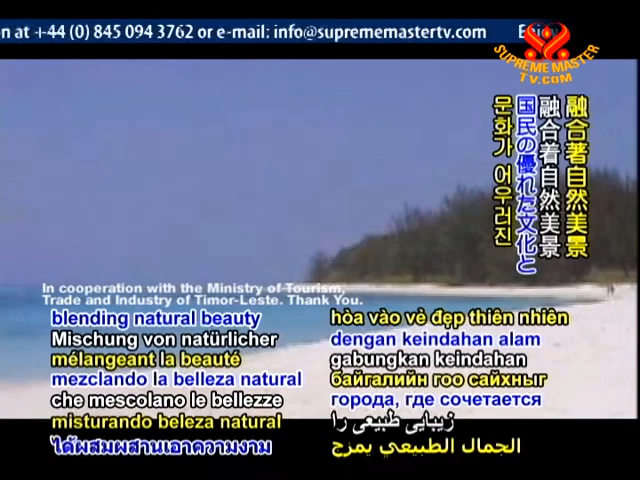 n at +44 (0) 845 094 3762 or e-mail: info@suprememastertv.com
SUPREME MASTER
TV.COM
融合著自然美景
融合着自然美景
国民の優れた文化と
문화가 어우러진
In cooperation with the Ministry of Tourism,
Trade and Industry of Timor-Leste. Thank You.
blending natural beauty
Mischung von natürlicher
mélangeant la beauté
mezclando la belleza natural
che mescolano le bellezze
misturando beleza natural
ได้ผสมผสานเอาความงาม
hòa vào vẻ đẹp thiên nhiên
dengan keindahan alam
gabungkan keindahan
байгалийн гоо сайхныг
города, где сочетается
زیبایی طبیعی را
الجمال الطبيعي يمزج